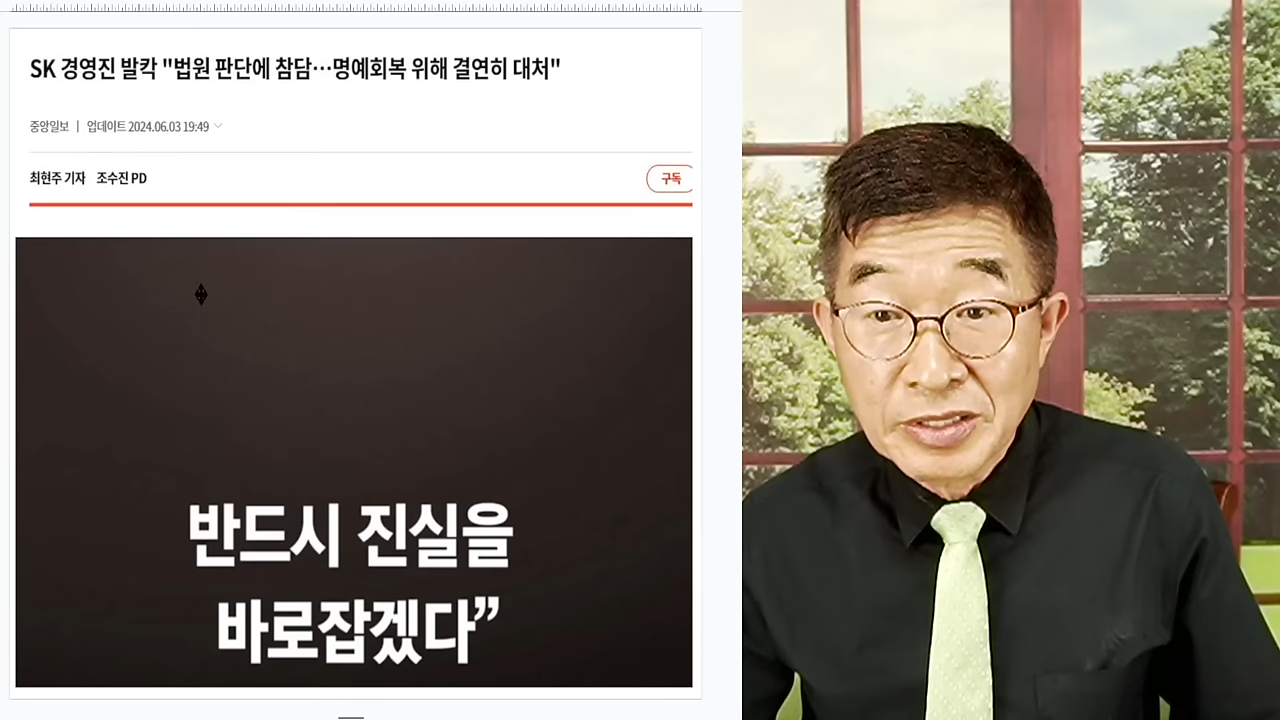 SK 경영진 발칵 "법원 판단에 참담…명예회복 위해 결연히 대처"
중앙일보 | 업데이트 2024.06.03 19:49
최현주 기자 조수진 PD
구독
반드시 진실을
바로잡겠다”